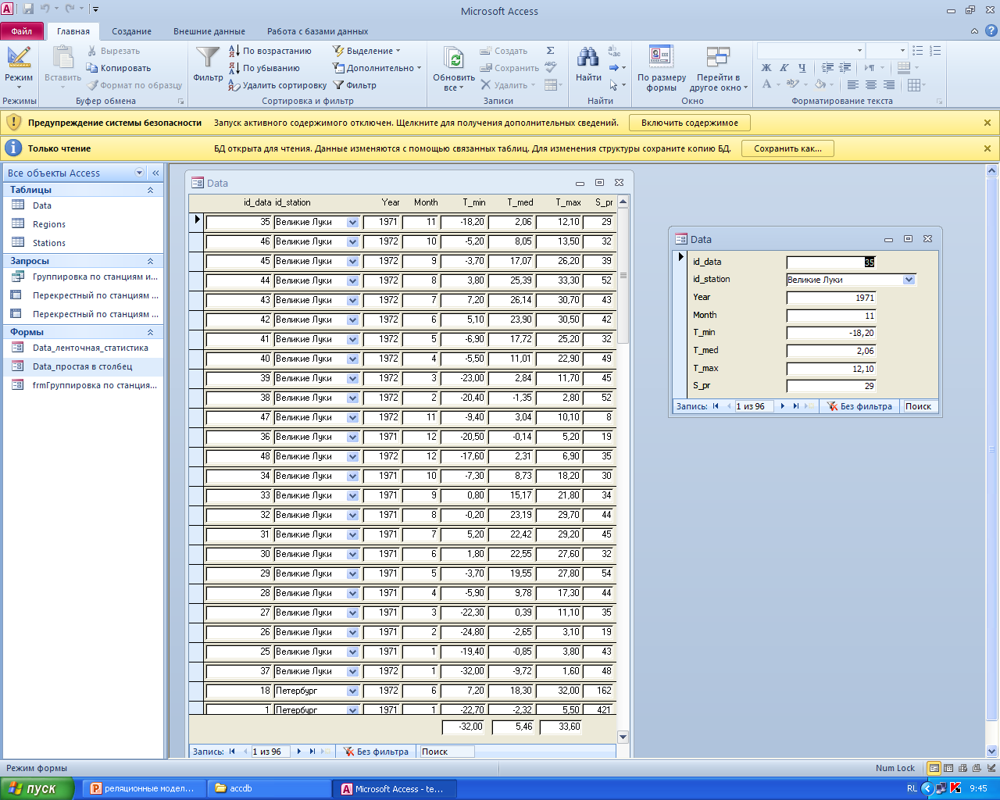 Microsoft Access
Файл Главная Создание Внешние данные Работа с базами данных
Режим
Режимы
Вставить
Вырезать
Копировать
Формат по образцу
Буфер обмена
Фильтр
По возрастанию
По убыванию
Удалить сортировку
Выделение
Дополнительно
Фильтр
Сортировка и фильтр
Обновить
все
Создать
Сохранить
Удалить
Записи
Найти
Найти
По размеру
формы
Перейти в
другое окно
Окно
Ж К Ч
Форматирование текста
Предупреждение системы безопасности Запуск активного содержимого отключен. Щелкните для получения дополнительных сведений. Включить содержимое
Только чтение БД открыта для чтения. Данные изменяются с помощью связанных таблиц. Для изменения структуры сохраните копию БД. Сохранить как...
Все объекты Access
Таблицы
Data
Regions
Stations
Запросы
Группировка по станциям и...
Перекрестный по станциям ...
Перекрестный по станциям ...
Формы
Data_ленточная_статистика
Data_простая в столбец
frmГруппировка по станция...
Data
id_data id_station Year Month T_min T_med T_max S_pr
35 Великие Луки 1971 11 -18,20 2,06 12,10 29
46 Великие Луки 1972 10 -5,20 8,05 13,50 32
45 Великие Луки 1972 9 -3,70 17,07 26,20 39
44 Великие Луки 1972 8 3,80 25,39 33,30 52
43 Великие Луки 1972 7 7,20 26,14 30,70 43
42 Великие Луки 1972 6 5,10 23,90 30,50 42
41 Великие Луки 1972 5 -6,90 17,72 25,20 32
40 Великие Луки 1972 4 -5,50 11,01 22,90 49
39 Великие Луки 1972 3 -23,00 2,84 11,70 45
38 Великие Луки 1972 2 -20,40 -1,35 2,80 52
47 Великие Луки 1972 11 -9,40 3,04 10,10 8
36 Великие Луки 1971 12 -20,50 -0,14 5,20 19
48 Великие Луки 1972 12 -17,60 2,31 6,90 35
34 Великие Луки 1971 10 -7,30 8,73 18,20 30
33 Великие Луки 1971 9 0,80 15,17 21,80 34
32 Великие Луки 1971 8 -0,20 23,19 29,70 44
31 Великие Луки 1971 7 5,20 22,42 29,20 45
30 Великие Луки 1971 6 1,80 22,55 27,60 32
29 Великие Луки 1971 5 -3,70 19,55 27,80 54
28 Великие Луки 1971 4 -5,90 9,78 17,30 44
27 Великие Луки 1971 3 -22,30 0,39 11,10 35
26 Великие Луки 1971 2 -24,80 -2,65 3,10 19
25 Великие Луки 1971 1 -19,40 -0,85 3,80 43
37 Великие Луки 1972 1 -32,00 -9,72 1,60 48
18 Петербург 1972 6 7,20 18,30 32,00 162
1 Петербург 1971 1 -22,70 -2,32 5,50 421
-32,00 5,46 33,60
Запись: 1 из 96 Без фильтра Поиск
Data
id_data 35
id_station Великие Луки
Year 1971
Month 11
T_min -18,20
T_med 2,06
T_max 12,10
S_pr 29
Запись: 1 из 96 Без фильтра Поиск
Режим формы Num Lock
пуск реляционные модел... accdb Microsoft Access - te... RL 9:45